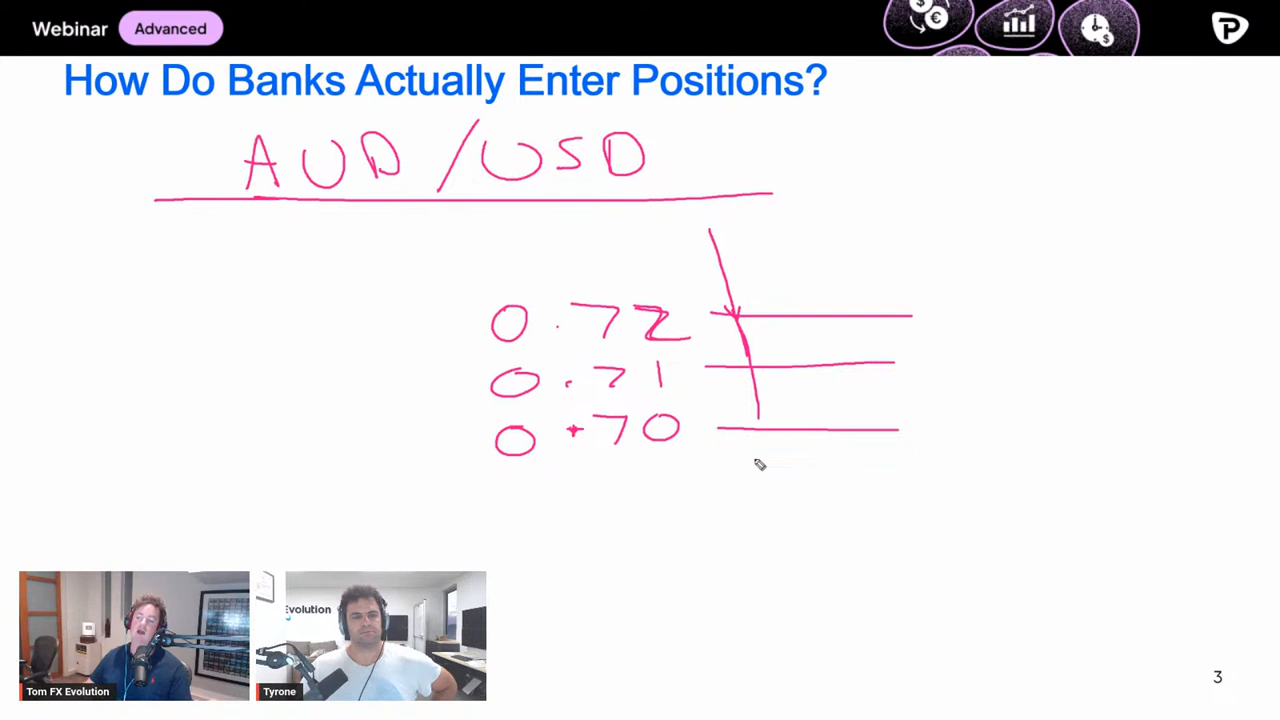 Webinar
Advanced
How Do Banks Actually Enter Positions?
AUD/USD
0.72
0.71
0.70
Evolution
Tom FX Evolution
Tyrone
3